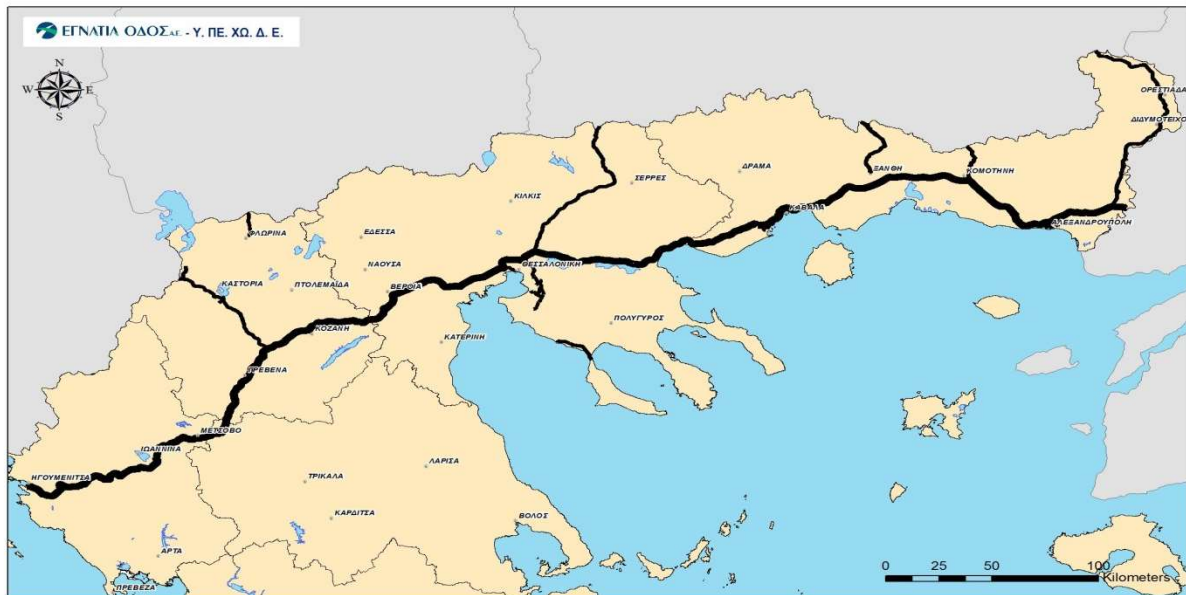 ΕΓΝΑΤΙΑ ΟΔΟΣ Α.Ε. - Υ. ΠΕ. ΧΩ. Δ. Ε.
N
W E
S
ΟΡΕΣΤΙΑΔΑ
ΔΙΔΥΜΟΤΕΙΧΟ
ΔΡΑΜΑ
ΞΑΝΘΗ
ΚΟΜΟΤΗΝΗ
ΣΕΡΡΕΣ
ΚΙΛΚΙΣ
ΚΑΒΑΛΑ
ΑΛΕΞΑΝΔΡΟΥΠΟΛΗ
ΦΛΩΡΙΝΑ
ΕΔΕΣΣΑ
ΘΕΣΣΑΛΟΝΙΚΗ
ΝΑΟΥΣΑ
ΚΑΣΤΟΡΙΑ
ΠΤΟΛΕΜΑΪΔΑ
ΒΕΡΟΙΑ
ΠΟΛΥΓΥΡΟΣ
ΚΟΖΑΝΗ
ΚΑΤΕΡΙΝΗ
ΓΡΕΒΕΝΑ
ΜΕΤΣΟΒΟ
ΙΩΑΝΝΙΝΑ
ΛΑΡΙΣΑ
ΗΓΟΥΜΕΝΙΤΣΑ
ΤΡΙΚΑΛΑ
ΚΑΡΔΙΤΣΑ
ΒΟΛΟΣ
ΑΡΤΑ
ΠΡΕΒΕΖΑ
0 25 50 100
Kilometers